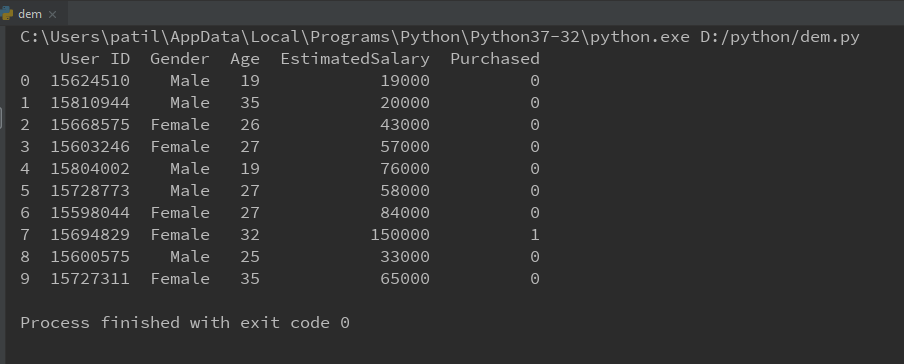 dem
C:\Users\patil\AppData\Local\Programs\Python\Python37-32\python.exe D:/python/dem.py
User ID Gender Age EstimatedSalary Purchased
0 15624510 Male 19 19000 0
1 15810944 Male 35 20000 0
2 15668575 Female 26 43000 0
3 15603246 Female 27 57000 0
4 15804002 Male 19 76000 0
5 15728773 Male 27 58000 0
6 15598044 Female 27 84000 0
7 15694829 Female 32 150000 1
8 15600575 Male 25 33000 0
9 15727311 Female 35 65000 0
Process finished with exit code 0